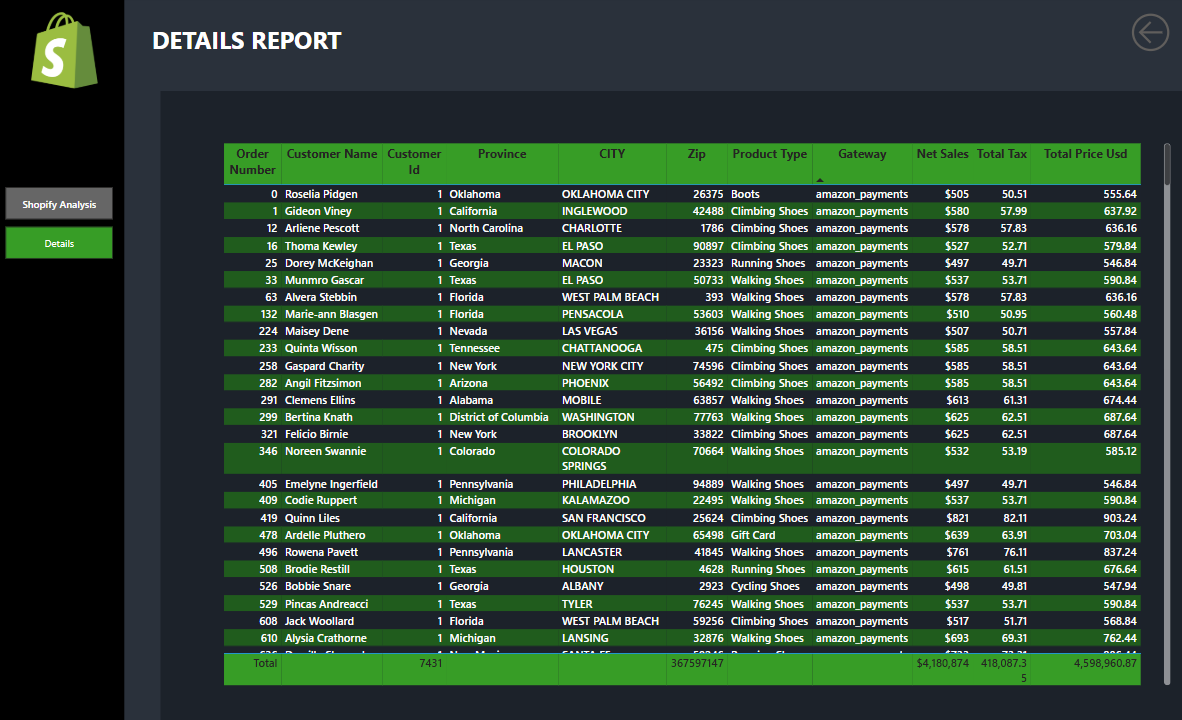 S
DETAILS REPORT
Shopify Analysis
Details
Order Number Customer Name Customer Id Province CITY Zip Product Type Gateway Net Sales Total Tax Total Price Usd
0 Roselia Pidgen 1 Oklahoma OKLAHOMA CITY 26375 Boots amazon_payments $505 50.51 555.64
1 Gideon Viney 1 California INGLEWOOD 42488 Climbing Shoes amazon_payments $580 57.99 637.92
12 Arliene Pescott 1 North Carolina CHARLOTTE 1786 Climbing Shoes amazon_payments $578 57.83 636.16
16 Thoma Kewley 1 Texas EL PASO 90897 Climbing Shoes amazon_payments $527 52.71 579.84
25 Dorey McKeighan 1 Georgia MACON 23323 Running Shoes amazon_payments $497 49.71 546.84
33 Munmro Gascar 1 Texas EL PASO 50733 Walking Shoes amazon_payments $537 53.71 590.84
63 Alvera Stebbin 1 Florida WEST PALM BEACH 393 Walking Shoes amazon_payments $578 57.83 636.16
132 Marie-ann Blasgen 1 Florida PENSACOLA 53603 Walking Shoes amazon_payments $510 50.95 560.48
224 Maisey Dene 1 Nevada LAS VEGAS 36156 Walking Shoes amazon_payments $507 50.71 557.84
233 Quinta Wisson 1 Tennessee CHATTANOOGA 475 Climbing Shoes amazon_payments $585 58.51 643.64
258 Gaspard Charity 1 New York NEW YORK CITY 74596 Climbing Shoes amazon_payments $585 58.51 643.64
282 Angil Fitzsimon 1 Arizona PHOENIX 56492 Climbing Shoes amazon_payments $585 58.51 643.64
291 Clemens Ellins 1 Alabama MOBILE 63857 Walking Shoes amazon_payments $613 61.31 674.44
299 Bertina Knath 1 District of Columbia WASHINGTON 77763 Walking Shoes amazon_payments $625 62.51 687.64
321 Felicio Birnie 1 New York BROOKLYN 33822 Climbing Shoes amazon_payments $625 62.51 687.64
346 Noreen Swannie 1 Colorado COLORADO SPRINGS 70664 Walking Shoes amazon_payments $532 53.19 585.12
405 Emelyne Ingerfield 1 Pennsylvania PHILADELPHIA 94889 Walking Shoes amazon_payments $497 49.71 546.84
409 Codie Ruppert 1 Michigan KALAMAZOO 22495 Walking Shoes amazon_payments $537 53.71 590.84
419 Quinn Liles 1 California SAN FRANCISCO 25624 Climbing Shoes amazon_payments $821 82.11 903.24
478 Ardelle Pluthero 1 Oklahoma OKLAHOMA CITY 65498 Gift Card amazon_payments $639 63.91 703.04
496 Rowena Pavett 1 Pennsylvania LANCASTER 41845 Walking Shoes amazon_payments $761 76.11 837.24
508 Brodie Restill 1 Texas HOUSTON 4628 Running Shoes amazon_payments $615 61.51 676.64
526 Bobbie Snare 1 Georgia ALBANY 2923 Cycling Shoes amazon_payments $498 49.81 547.94
529 Pincas Andreacci 1 Texas TYLER 76245 Walking Shoes amazon_payments $537 53.71 590.84
608 Jack Woollard 1 Florida WEST PALM BEACH 59256 Climbing Shoes amazon_payments $517 51.71 568.84
610 Alysia Crathorne 1 Michigan LANSING 32876 Walking Shoes amazon_payments $693 69.31 762.44
Total 7431 367597147 $4,180,874 418,087.35 4,598,960.87